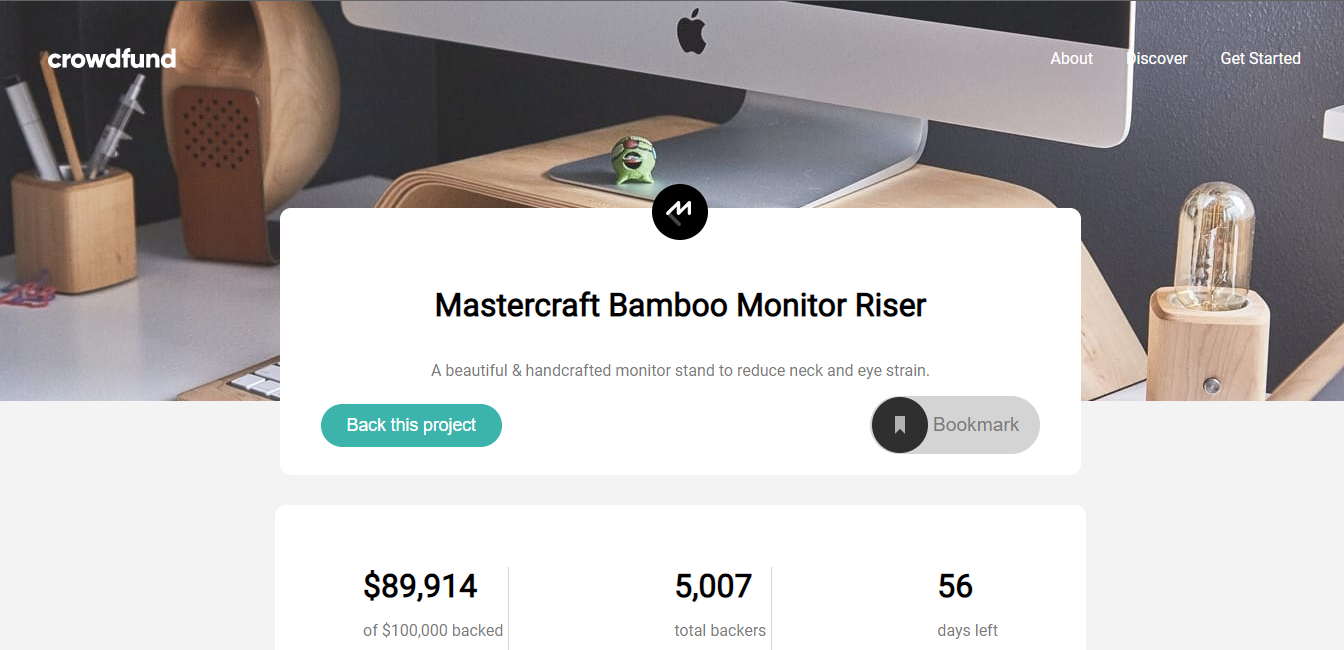 crowdfund
About Discover Get Started
Mastercraft Bamboo Monitor Riser
A beautiful & handcrafted monitor stand to reduce neck and eye strain.
Back this project
Bookmark
$89,914 5,007 56
of $100,000 backed total backers days left